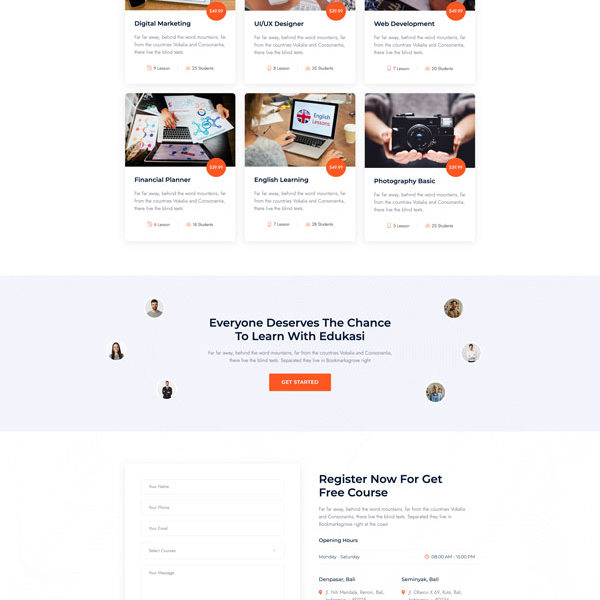 $49.99
$39.99
$49.99
Digital Marketing
UI/UX Designer
Web Development
Far far away, behind the word mountains, far
from the countries Vokalia and Consonantia,
there live the blind texts
Far far away, behind the word mountains, far
from the countries Vokalia and Consonantia,
there live the blind texts
Far far away, behind the word mountains, far
from the countries Vokalia and Consonantia,
there live the blind texts
9 Lesson
25 Students
8 Lesson
30 Students
7 Lesson
20 Students
English
Lessons
$39.99
$49.99
$39.99
Financial Planner
English Learning
Photography Basic
Far far away, behind the word mountains, far
from the countries Vokalia and Consonantia,
there live the blind texts
Far far away, behind the word mountains, far
from the countries Vokalia and Consonantia,
there live the blind texts
Far far away, behind the word mountains, far
from the countries Vokalia and Consonantia,
there live the blind texts
6 Lesson
18 Students
7 Lesson
28 Students
5 Lesson
25 Students
Everyone Deserves The Chance
To Learn With Edukasi
Far far away, behind the word mountains, far from the countries Vokalia and Consonantia,
there live the blind texts. Separated they live in Bookmarksgrove right
GET STARTED
Your Name
Your Phone
Your Email
Select Courses
Your Message
Register Now For Get
Free Course
Far far away, behind the word mountains, far from the countries Vokalia
and Consonantia, there live the blind texts. Separated they live in
Bookmarksgrove right at the coast
Opening Hours
Monday - Saturday
08.00 AM - 15.00 PM
Denpasar, Bali
Seminyak, Bali
Jl. Niti Mandala, Renon, Bali,
Jl. Oberoi X 69, Kuta, Bali,